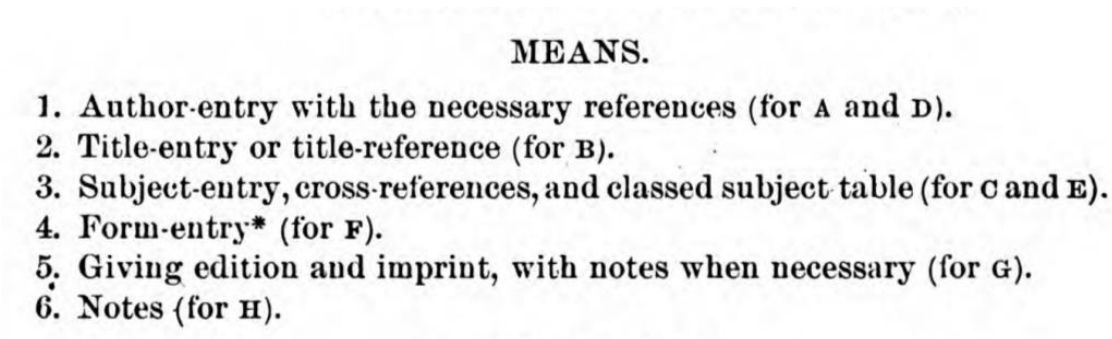 MEANS.
1. Author-entry with the necessary references (for A and D).
2. Title-entry or title-reference (for B).
3. Subject-entry, cross-references, and classed subject table (for C and E).
4. Form-entry* (for F).
5. Giving edition and imprint, with notes when necessary (for G).
6. Notes (for H).